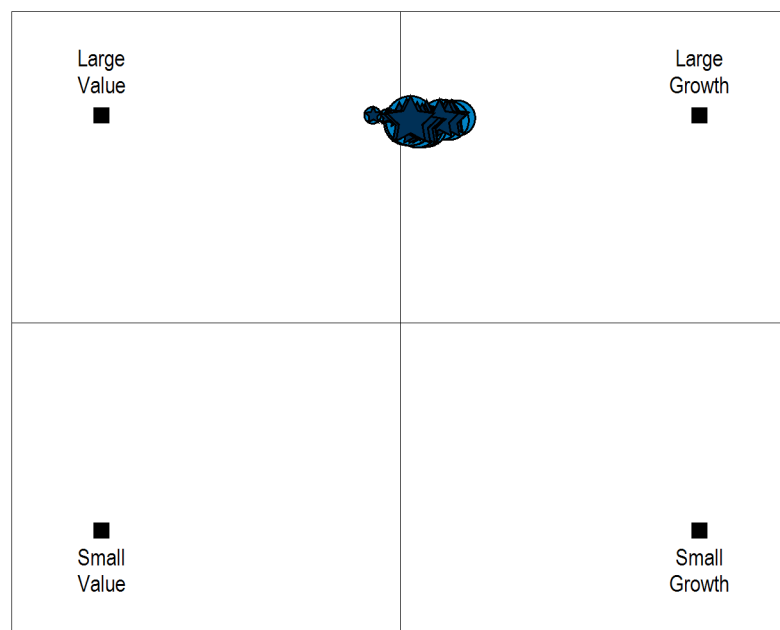 Large
Value
Large
Growth
Small
Value
Small
Growth